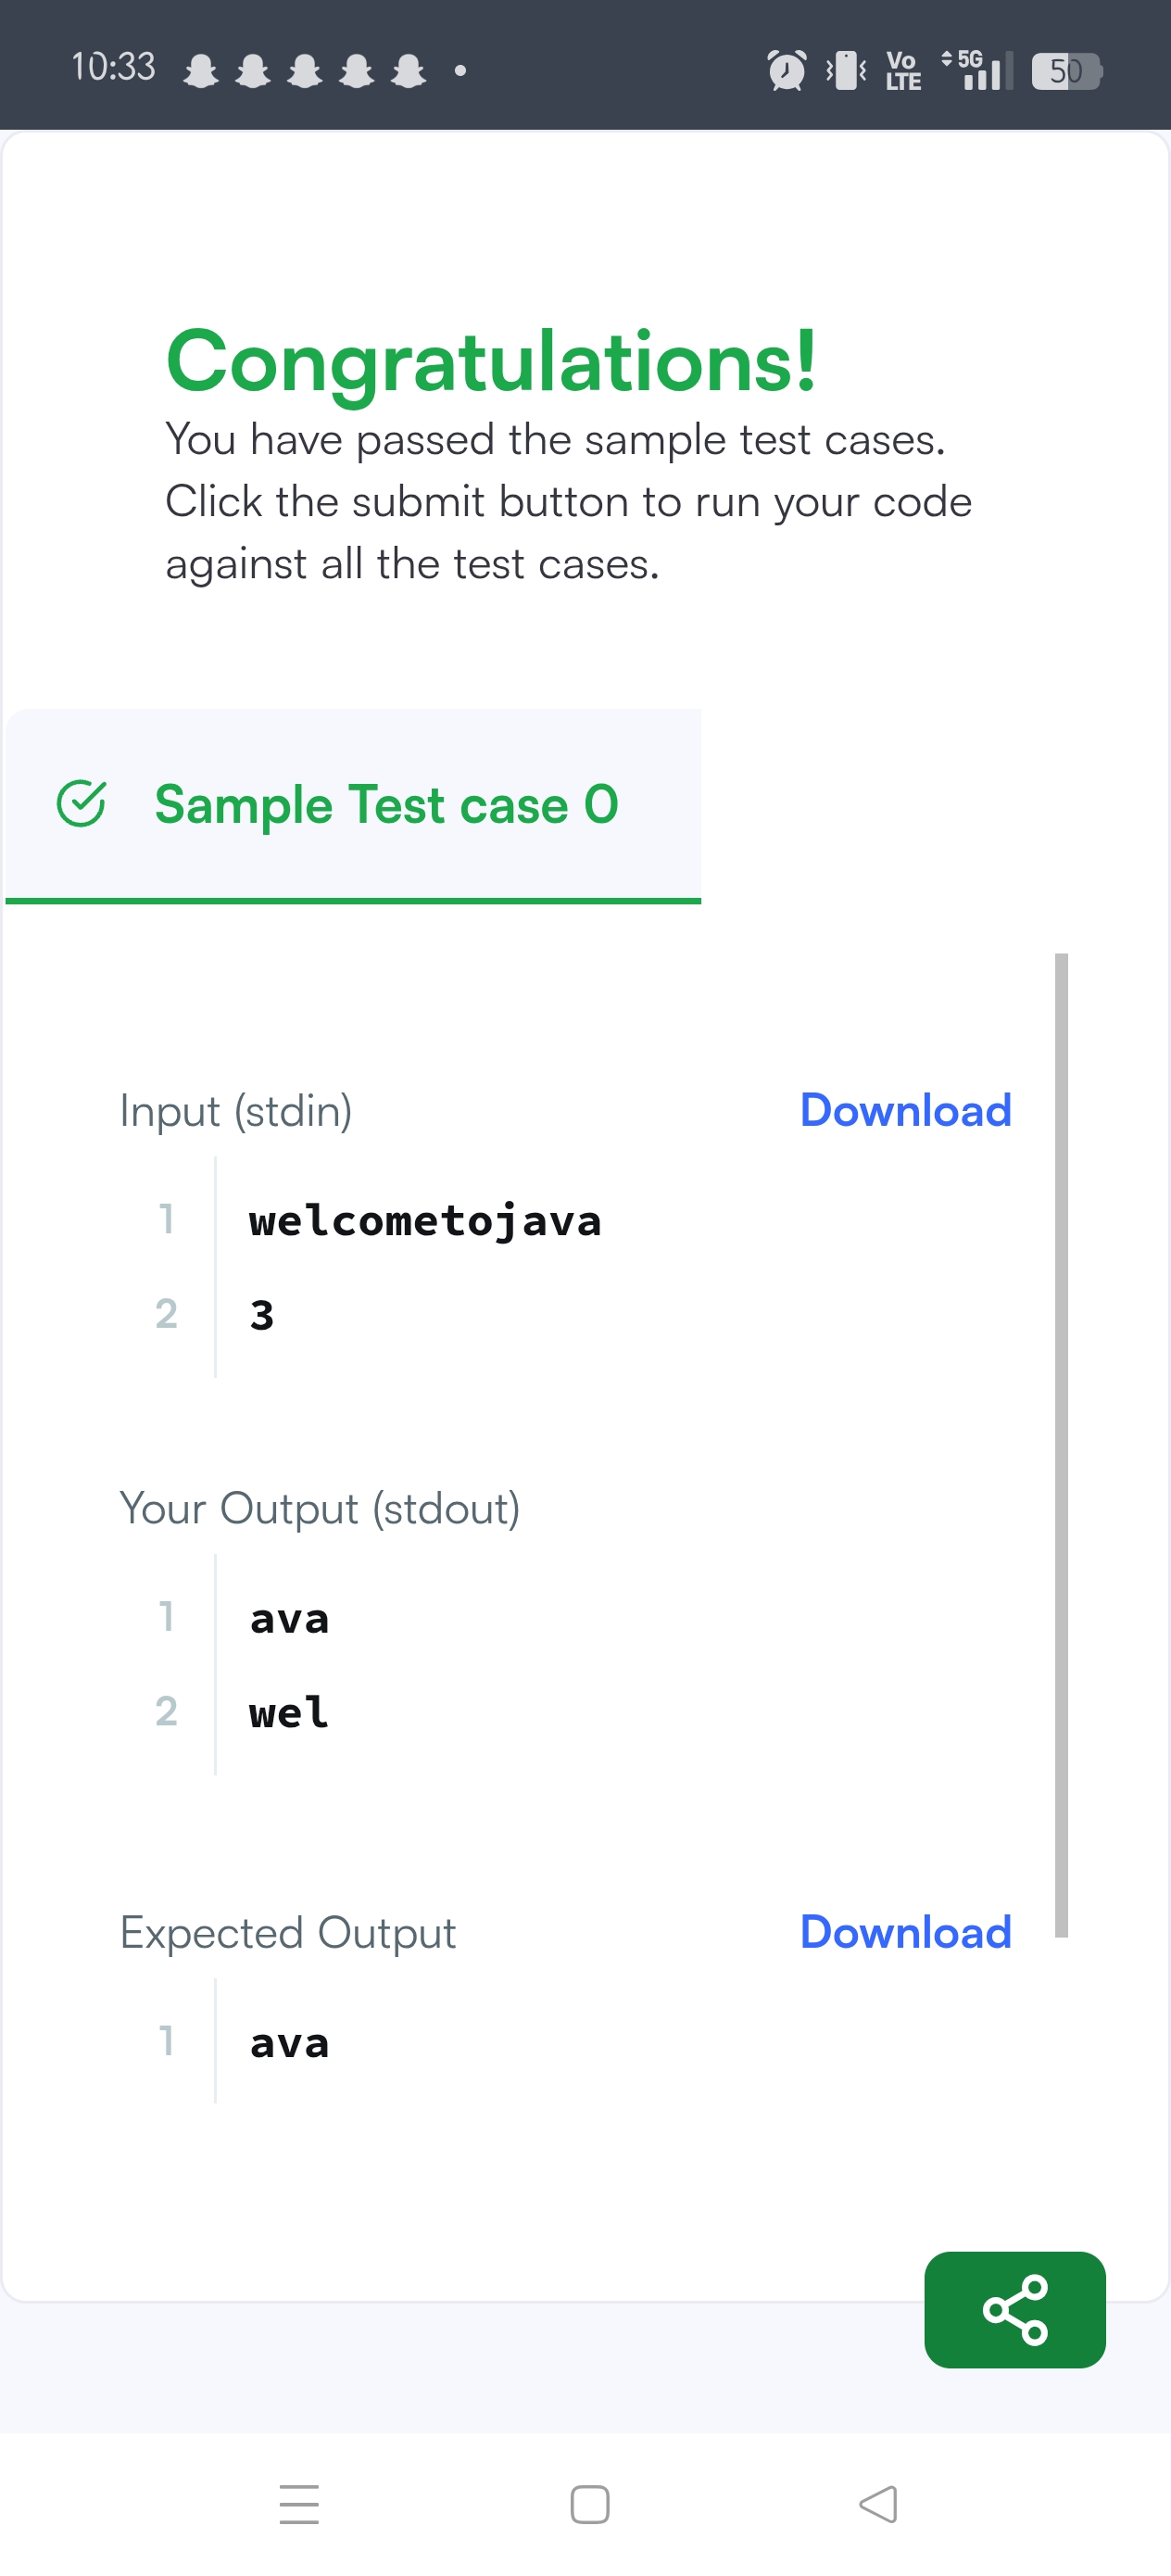 10:33
Vo LTE
5G
50
Congratulations!
You have passed the sample test cases.
Click the submit button to run your code
against all the test cases.
Sample Test case 0
Input (stdin) Download
1 welcometojava
2 3
Your Output (stdout)
1 ava
2 wel
Expected Output Download
1 ava